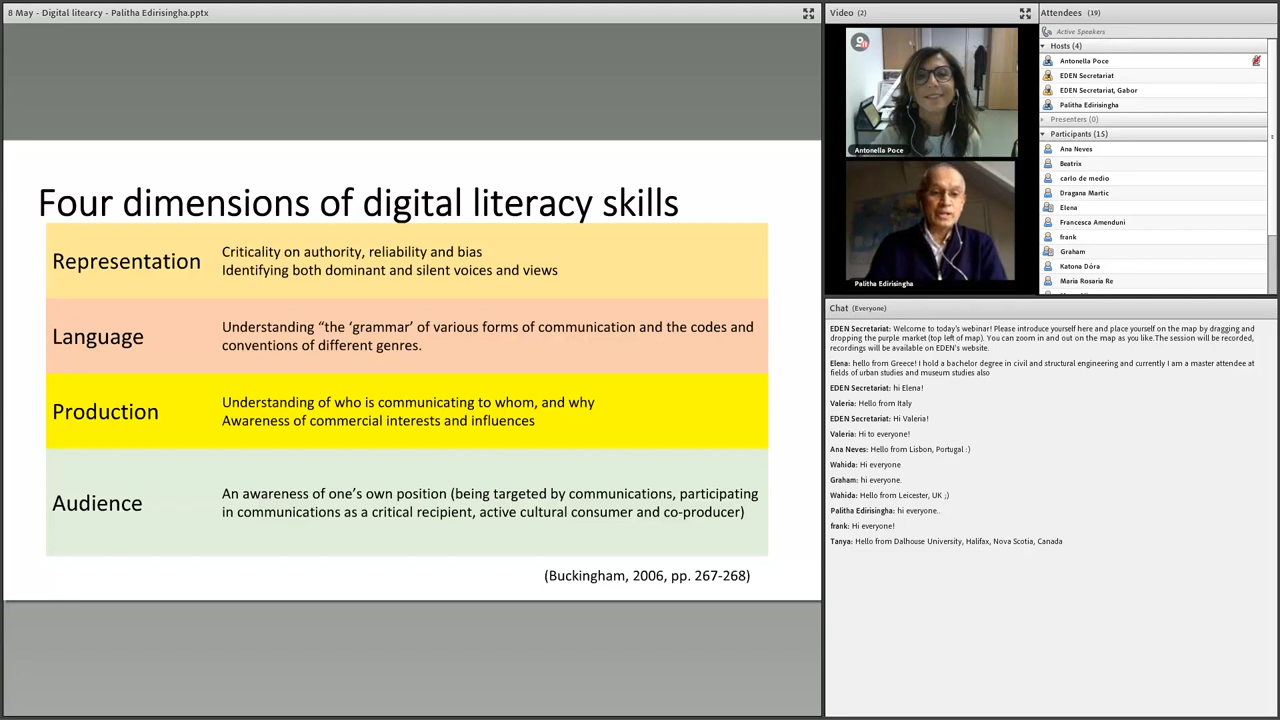 8 May - Digital litearcy - Palitha Edirisingha.pptx
Four dimensions of digital literacy skills
Representation
Criticality on authority, reliability and bias
Identifying both dominant and silent voices and views
Language
Understanding “the ‘grammar’ of various forms of communication and the codes and
conventions of different genres.
Production
Understanding of who is communicating to whom, and why
Awareness of commercial interests and influences
Audience
An awareness of one’s own position (being targeted by communications, participating
in communications as a critical recipient, active cultural consumer and co-producer)
(Buckingham, 2006, pp. 267-268)
Video (2)
Antonella Poce
Palitha Edirisingha
Attendees (19)
Active Speakers
Hosts (4)
Antonella Poce
EDEN Secretariat
EDEN Secretariat, Gabor
Palitha Edirisingha
Presenters (0)
Participants (15)
Ana Neves
Beatrix
carlo de medio
Dragana Martic
Elena
Francesca Amenduni
frank
Graham
Katona Dóra
Maria Rosaria Re
Chat (Everyone)
EDEN Secretariat: Welcome to today's webinar! Please introduce yourself here and place yourself on the map by dragging and
dropping the purple market (top left of map). You can zoom in and out on the map as you like.The session will be recorded,
recordings will be available on EDEN's website.
Elena: hello from Greece! I hold a bachelor degree in civil and structural engineering and currently I am a master attendee at
fields of urban studies and museum studies also
EDEN Secretariat: hi Elena!
Valeria: Hello from Italy
EDEN Secretariat: Hi Valeria!
Valeria: Hi to everyone!
Ana Neves: Hello from Lisbon, Portugal :)
Wahida: Hi everyone
Graham: hi everyone.
Wahida: Hello from Leicester, UK ;)
Palitha Edirisingha: hi everyone..
frank: Hi everyone!
Tanya: Hello from Dalhouse University, Halifax, Nova Scotia, Canada